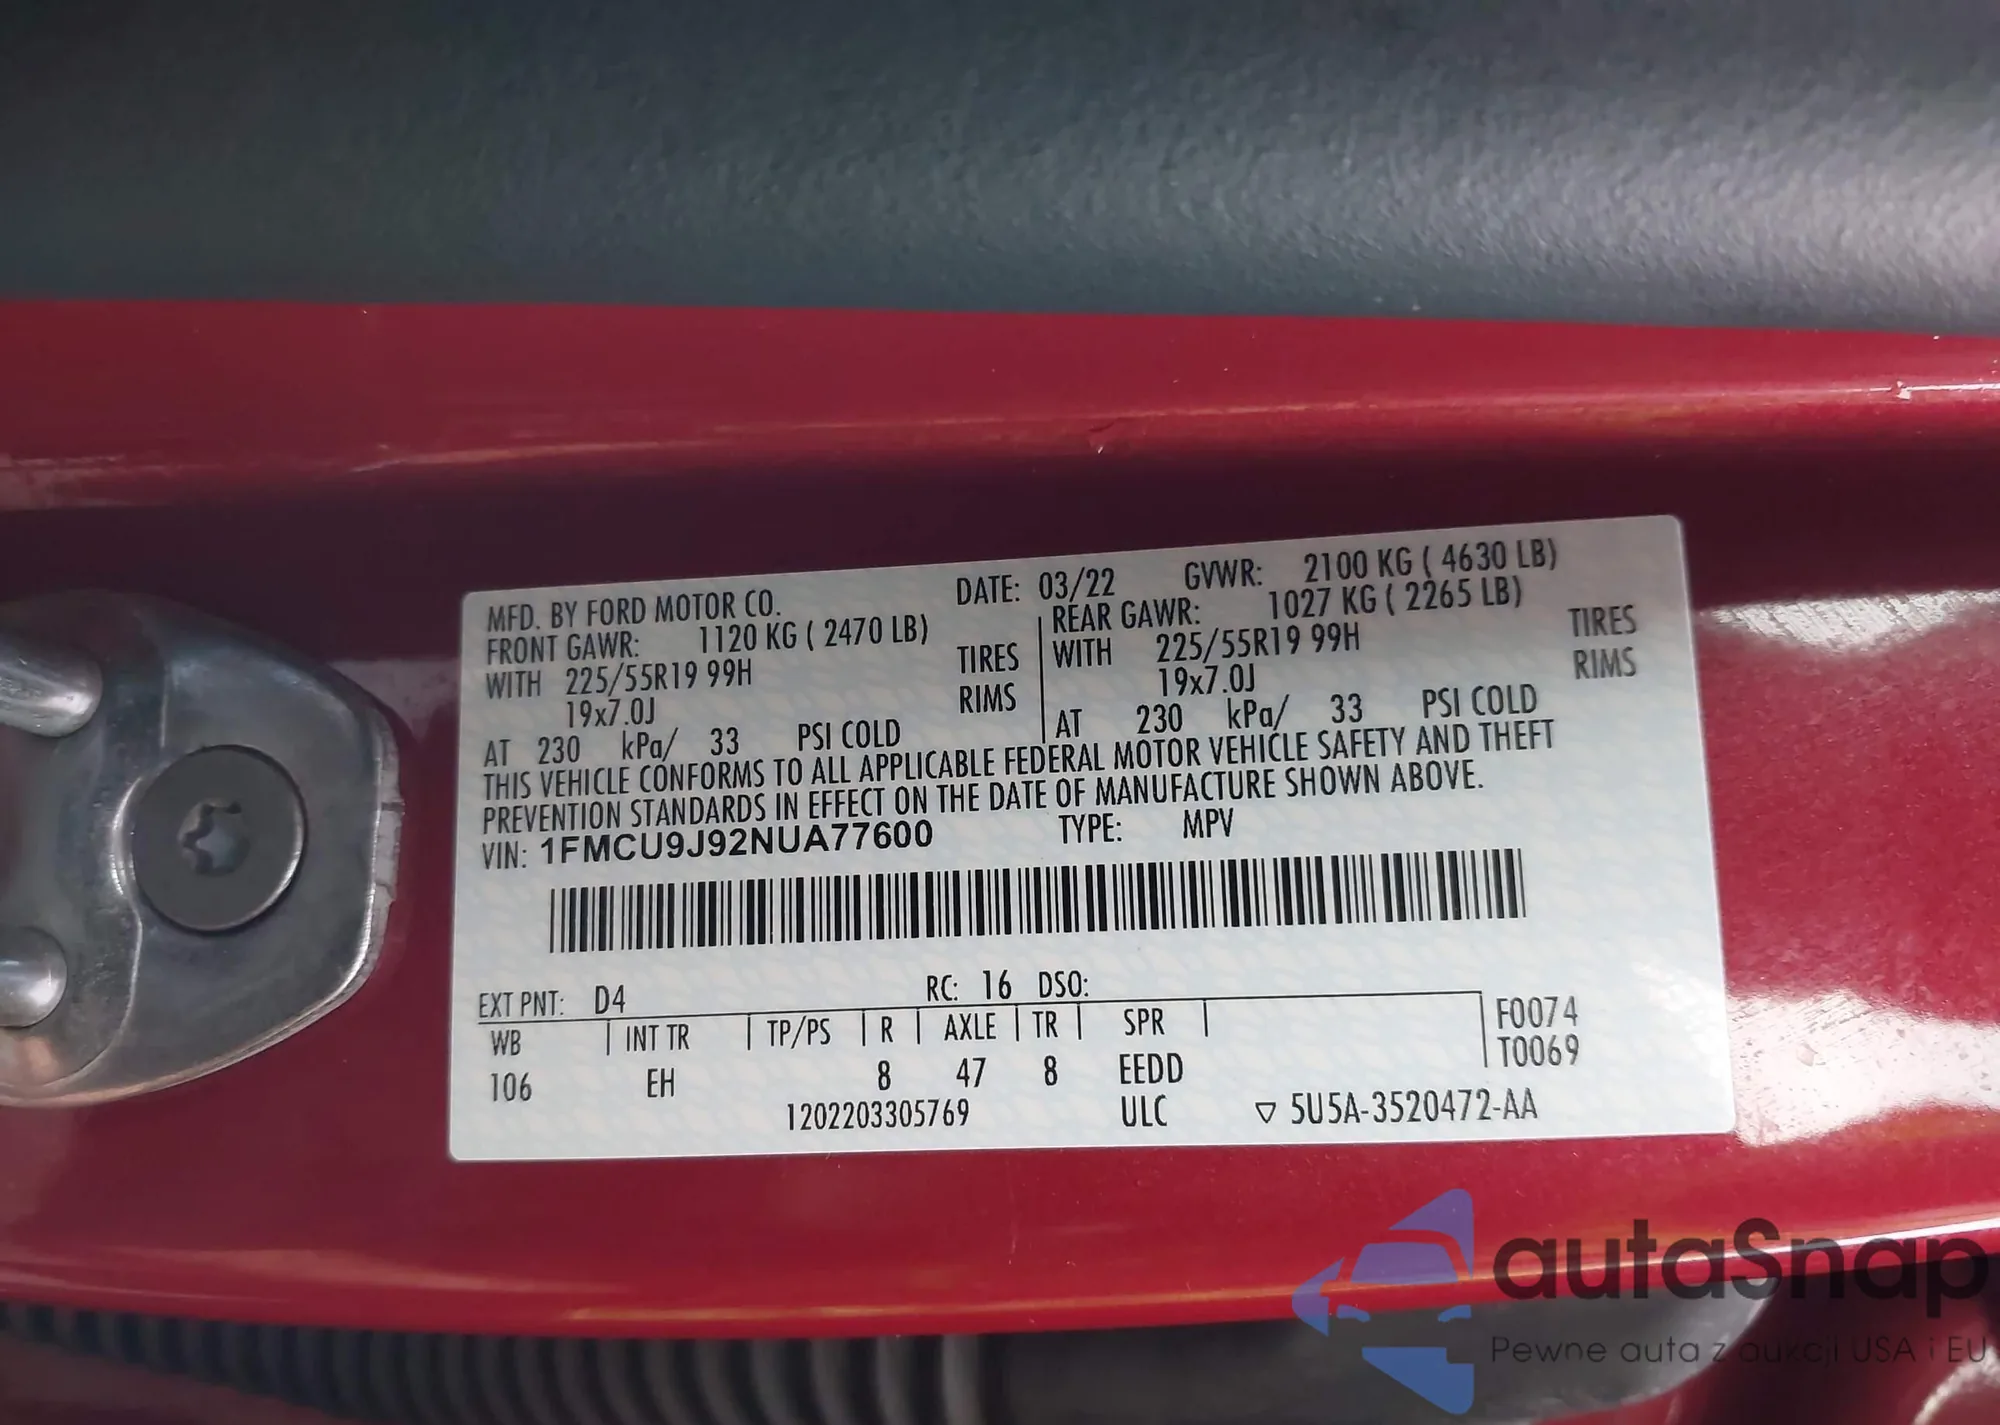 MFD. BY FORD MOTOR CO. DATE: 03/22 GVWR: 2100 KG ( 4630 LB)
FRONT GAWR: 1120 KG ( 2470 LB) REAR GAWR: 1027 KG ( 2265 LB)
WITH 225/55R19 99H TIRES WITH 225/55R19 99H TIRES
19x7.0J RIMS 19x7.0J RIMS
AT 230 kPa/ 33 PSI COLD AT 230 kPa/ 33 PSI COLD
THIS VEHICLE CONFORMS TO ALL APPLICABLE FEDERAL MOTOR VEHICLE SAFETY AND THEFT
PREVENTION STANDARDS IN EFFECT ON THE DATE OF MANUFACTURE SHOWN ABOVE.
VIN: 1FMCU9J92NUA77600 TYPE: MPV
EXT PNT: D4 RC: 16 DSO:
WB INT TR TP/PS R AXLE TR SPR F0074
T0069
106 EH 8 47 8 EEDD
1202203305769 ULC ▽ 5U5A-3520472-AA
autaSnap
Pewne auta z aukcji USA i EU